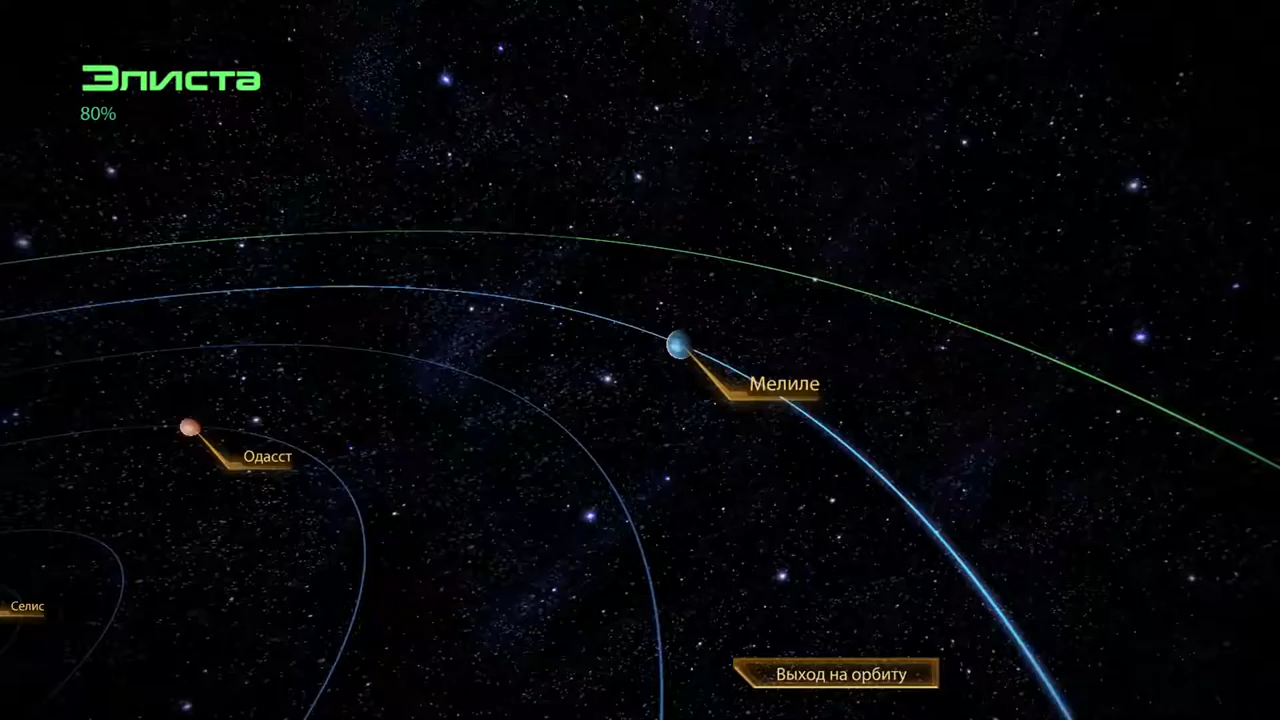 Элиста
80%
Мелиле
Одасст
Селис
Выход на орбиту